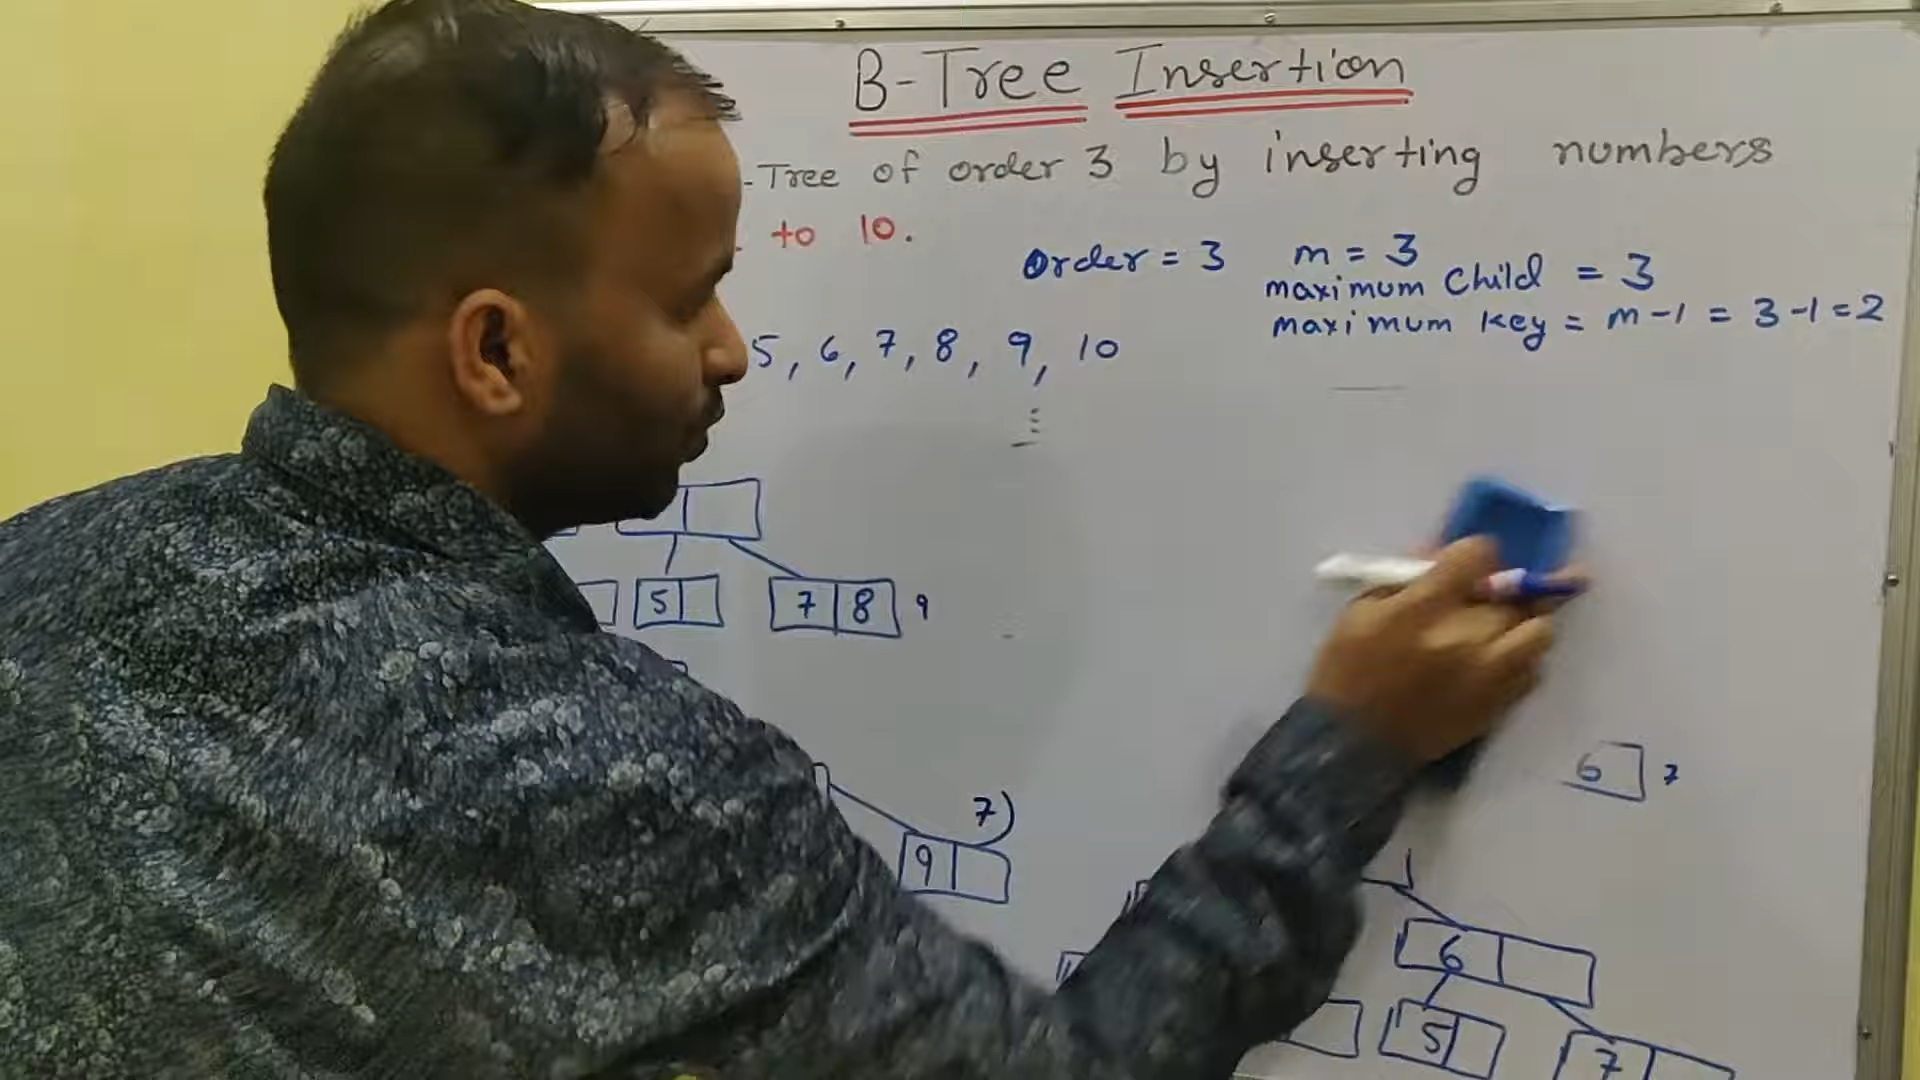 B-Tree Insertion
-Tree of order 3 by inserting numbers
to 10.
Order = 3 m = 3
maximum Child = 3
maximum key = m-1 = 3-1=2
5, 6, 7, 8, 9, 10
5 7 8 9
6 7
7)
9
6
5
7